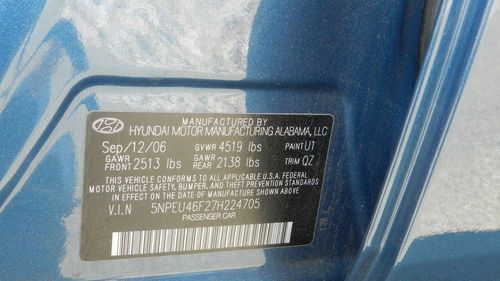 MANUFACTURED BY
HYUNDAI MOTOR MANUFACTURING ALABAMA, LLC
Sep/12/06 GVWR 4519 lbs PAINT U1
GAWR FRONT 2513 lbs GAWR REAR 2138 lbs TRIM QZ
THIS VEHICLE CONFORMS TO ALL APPLICABLE U.S.A FEDERAL
MOTOR VEHICLE SAFETY, BUMPER, AND THEFT PREVENTION
STANDARDS IN EFFECT ON THE DATE OF MANUFACTURE SHOWN
ABOVE.
V.I.N 5NPEU46F27H224705
PASSENGER CAR